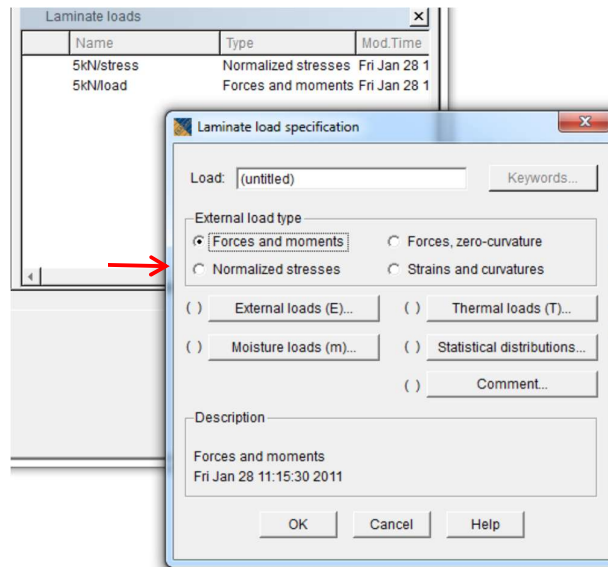 Laminate loads
Name Type Mod.Time
5kN/stress Normalized stresses Fri Jan 28 1
5kN/load Forces and moments Fri Jan 28 1
Laminate load specification
Load: (untitled) Keywords...
External load type
Forces and moments Forces, zero-curvature
Normalized stresses Strains and curvatures
( ) External loads (E)... ( ) Thermal loads (T)...
( ) Moisture loads (m)... ( ) Statistical distributions...
( ) Comment...
Description
Forces and moments
Fri Jan 28 11:15:30 2011
OK Cancel Help